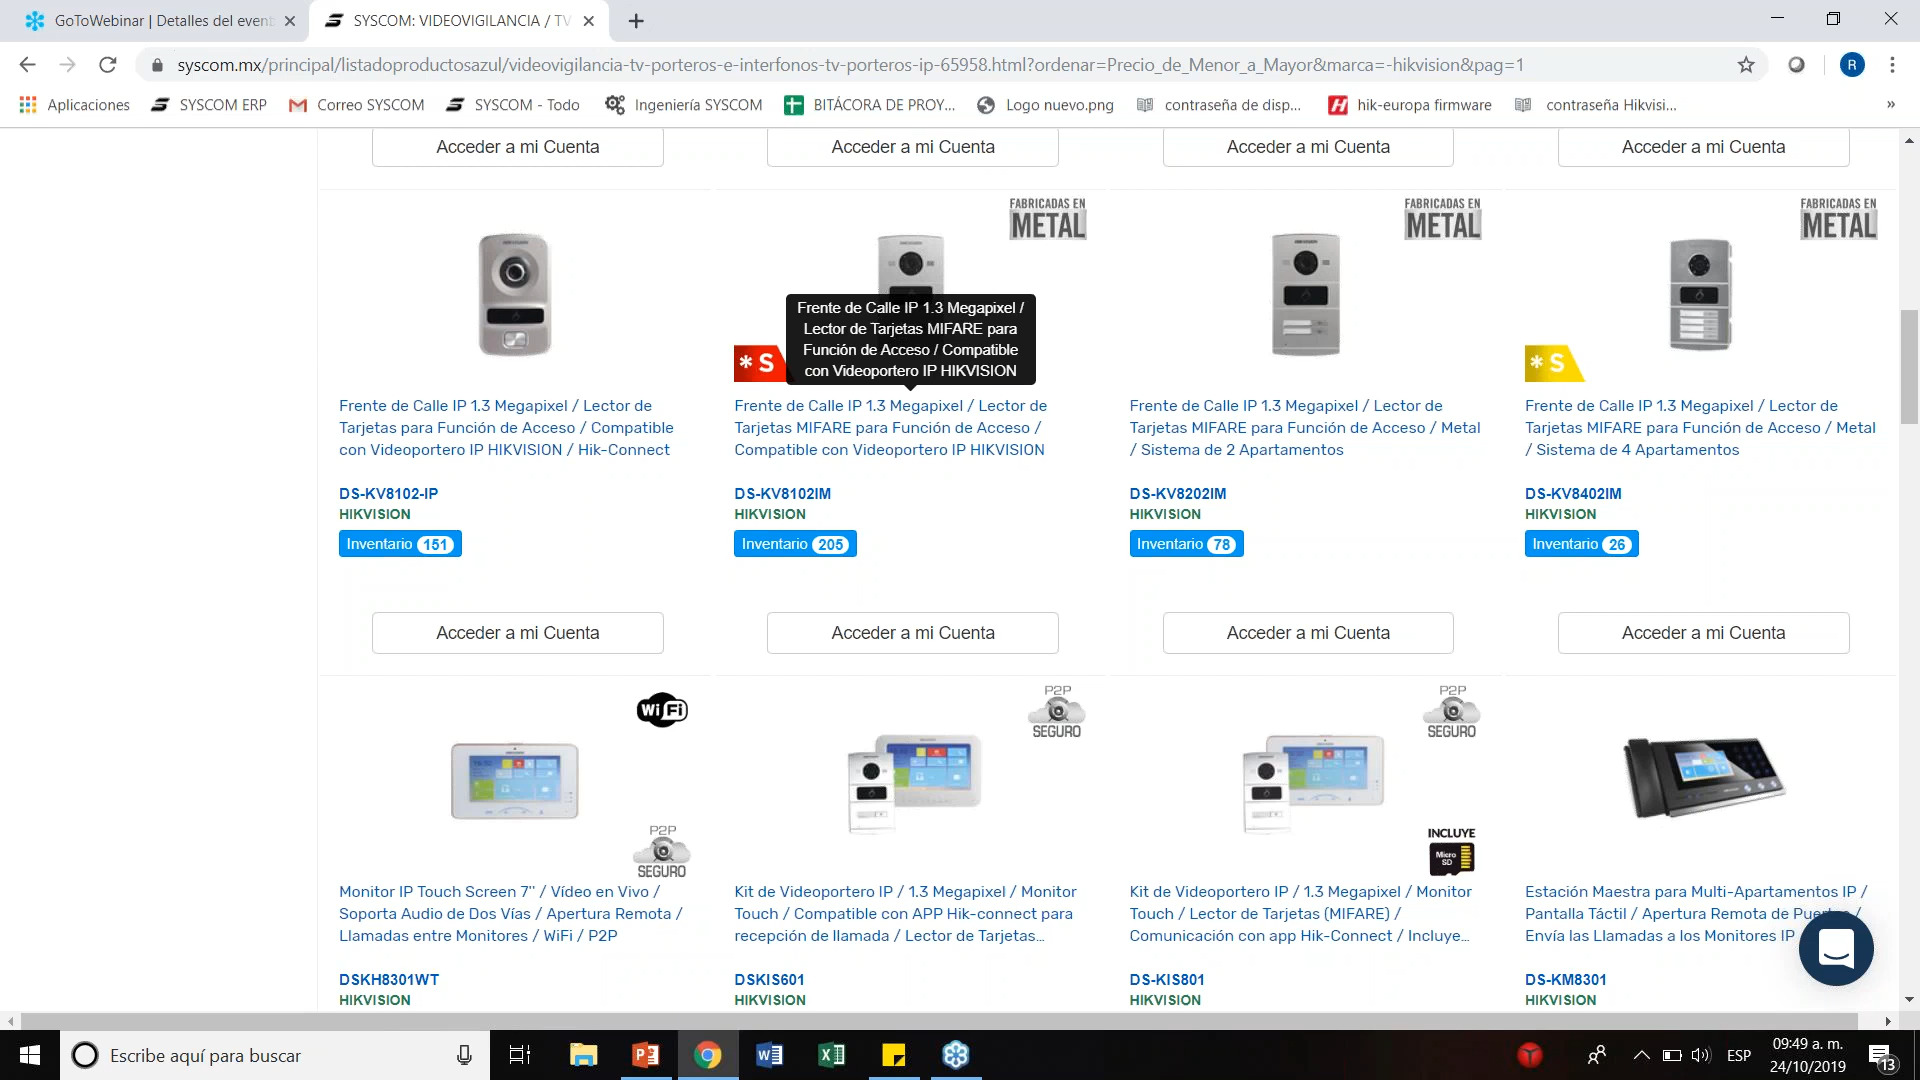 GoToWebinar | Detalles del event
SYSCOM: VIDEOVIGILANCIA / TV
syscom.mx/principal/listadoproductosazul/videovigilancia-tv-porteros-e-interfonos-tv-porteros-ip-65958.html?ordenar=Precio_de_Menor_a_Mayor&marca=-hikvision&pag=1
R
Aplicaciones
SYSCOM ERP
Correo SYSCOM
SYSCOM - Todo
Ingeniería SYSCOM
BITÁCORA DE PROY...
Logo nuevo.png
contraseña de disp...
hik-europa firmware
contraseña Hikvisi...
»
Acceder a mi Cuenta
Acceder a mi Cuenta
Acceder a mi Cuenta
Acceder a mi Cuenta
FABRICADAS EN
METAL
FABRICADAS EN
METAL
FABRICADAS EN
METAL
Frente de Calle IP 1.3 Megapixel /
Lector de Tarjetas MIFARE para
Función de Acceso / Compatible
con Videoportero IP HIKVISION
* S
* S
Frente de Calle IP 1.3 Megapixel / Lector de
Tarjetas para Función de Acceso / Compatible
con Videoportero IP HIKVISION / Hik-Connect
DS-KV8102-IP
HIKVISION
Inventario 151
Acceder a mi Cuenta
Frente de Calle IP 1.3 Megapixel / Lector de
Tarjetas MIFARE para Función de Acceso /
Compatible con Videoportero IP HIKVISION
DS-KV8102IM
HIKVISION
Inventario 205
Acceder a mi Cuenta
Frente de Calle IP 1.3 Megapixel / Lector de
Tarjetas MIFARE para Función de Acceso / Metal
/ Sistema de 2 Apartamentos
DS-KV8202IM
HIKVISION
Inventario 78
Acceder a mi Cuenta
Frente de Calle IP 1.3 Megapixel / Lector de
Tarjetas MIFARE para Función de Acceso / Metal
/ Sistema de 4 Apartamentos
DS-KV8402IM
HIKVISION
Inventario 26
Acceder a mi Cuenta
WiFi
P2P
SEGURO
Monitor IP Touch Screen 7'' / Vídeo en Vivo /
Soporta Audio de Dos Vías / Apertura Remota /
Llamadas entre Monitores / WiFi / P2P
DSKH8301WT
HIKVISION
P2P
SEGURO
Kit de Videoportero IP / 1.3 Megapixel / Monitor
Touch / Compatible con APP Hik-connect para
recepción de llamada / Lector de Tarjetas...
DSKIS601
HIKVISION
P2P
SEGURO
INCLUYE
Micro
SD
Kit de Videoportero IP / 1.3 Megapixel / Monitor
Touch / Lector de Tarjetas (MIFARE) /
Comunicación con app Hik-Connect / Incluye...
DS-KIS801
HIKVISION
Estación Maestra para Multi-Apartamentos IP /
Pantalla Táctil / Apertura Remota de /
Envía las Llamadas a los Monitores IP
DS-KM8301
HIKVISION
Escribe aquí para buscar
ESP
09:49 a. m.
24/10/2019
13